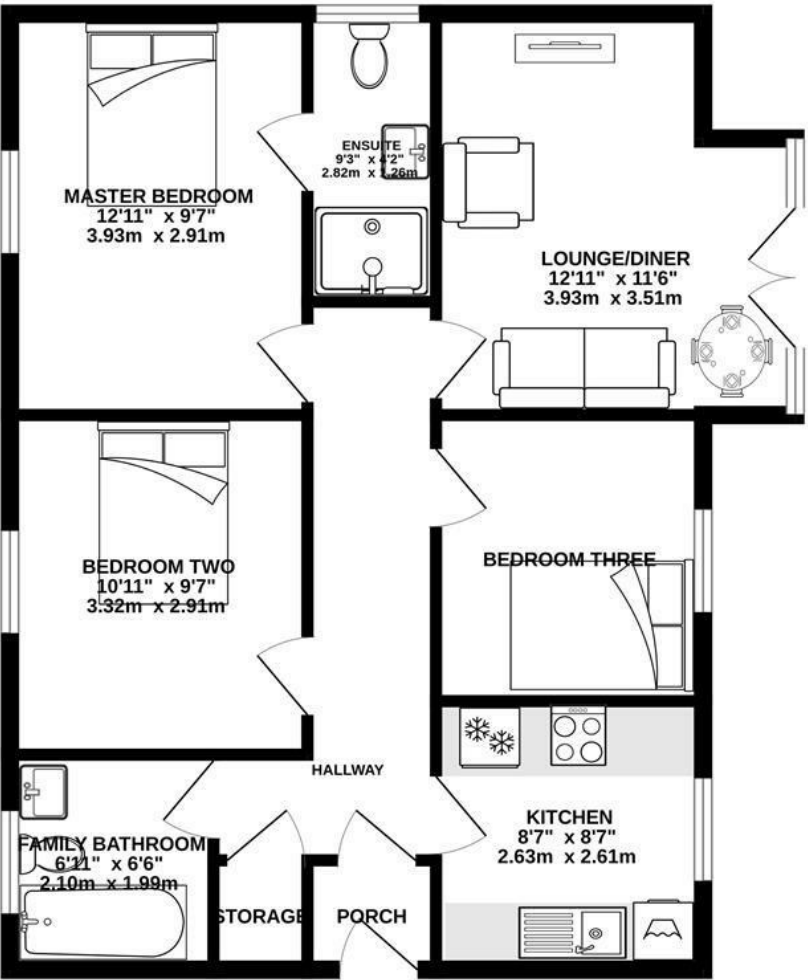 MASTER BEDROOM
12'11" x 9'7"
3.93m x 2.91m
ENSUITE
9'3" x 4'2"
2.82m x 1.26m
LOUNGE/DINER
12'11" x 11'6"
3.93m x 3.51m
BEDROOM TWO
10'11" x 9'7"
3.32m x 2.91m
BEDROOM THREE
HALLWAY
KITCHEN
8'7" x 8'7"
2.63m x 2.61m
FAMILY BATHROOM
6'11" x 6'6"
2.10m x 1.99m
STORAGE
PORCH